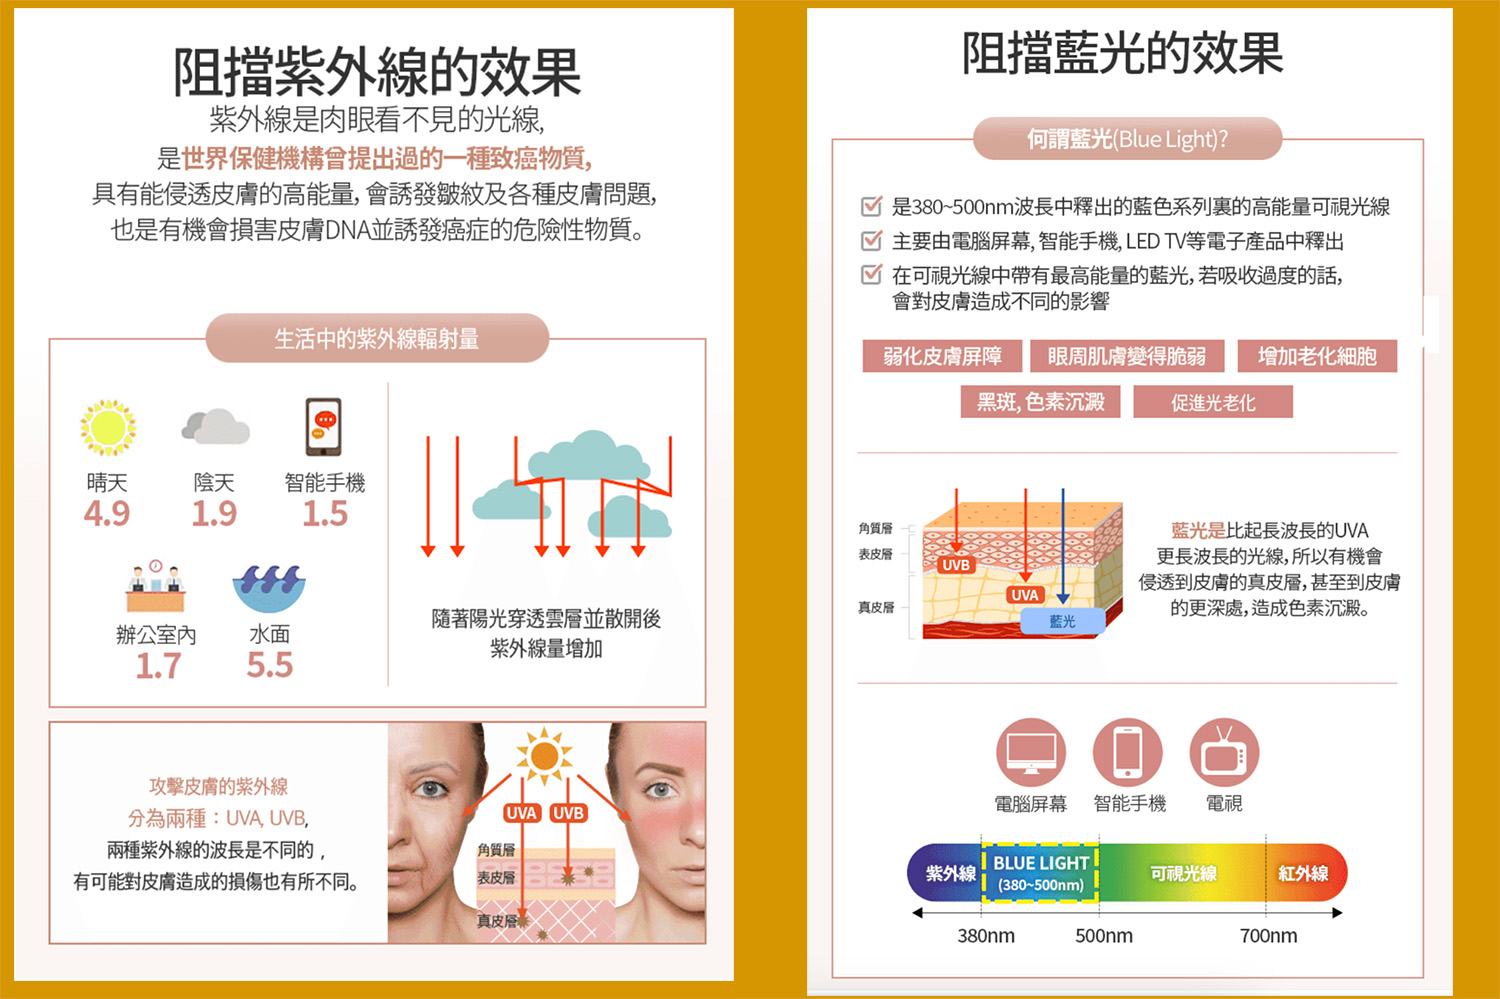 阻擋紫外線的效果
紫外線是肉眼看不見的光線,
是世界保健機構曾提出過的一種致癌物質,
具有能侵透皮膚的高能量, 會誘發皺紋及各種皮膚問題,
也是有機會損害皮膚DNA並誘發癌症的危險性物質。
生活中的紫外線輻射量
晴天
4.9
陰天
1.9
智能手機
1.5
辦公室內
1.7
水面
5.5
隨著陽光穿透雲層並散開後
紫外線量增加
攻擊皮膚的紫外線
分為兩種：UVA, UVB,
兩種紫外線的波長是不同的 ,
有可能對皮膚造成的損傷也有所不同。
UVA
UVB
角質層
表皮層
真皮層
阻擋藍光的效果
何謂藍光(Blue Light)?
是380~500nm波長中釋出的藍色系列裏的高能量可視光線
主要由電腦屏幕, 智能手機, LED TV等電子產品中釋出
在可視光線中帶有最高能量的藍光, 若吸收過度的話,
會對皮膚造成不同的影響
弱化皮膚屏障
眼周肌膚變得脆弱
增加老化細胞
黑斑, 色素沉澱
促進光老化
角質層
表皮層
真皮層
UVB
UVA
藍光
藍光是比起長波長的UVA
更長波長的光線, 所以有機會
侵透到皮膚的真皮層, 甚至到皮膚
的更深處, 造成色素沉澱。
電腦屏幕
智能手機
電視
紫外線
BLUE LIGHT
(380~500nm)
可視光線
紅外線
380nm
500nm
700nm